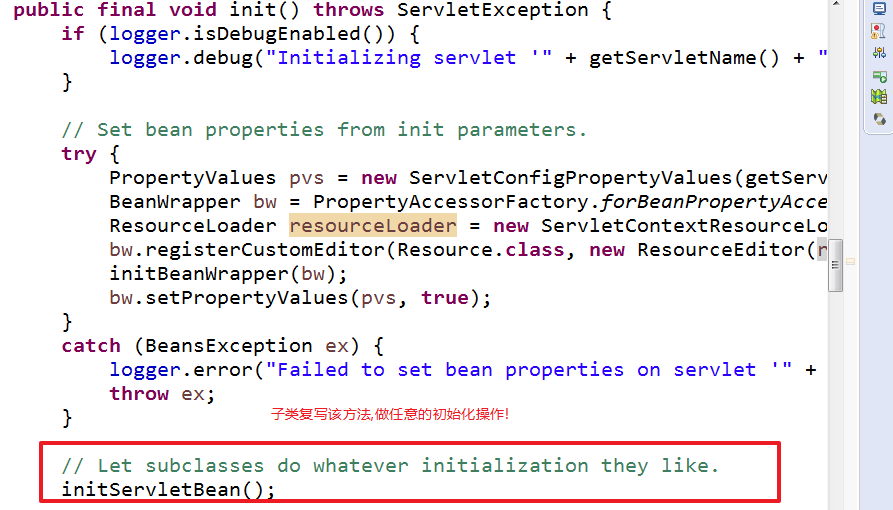 public final void init() throws ServletException {
if (logger.isDebugEnabled()) {
logger.debug("Initializing servlet '" + getServletName() + "
}
// Set bean properties from init parameters.
try {
PropertyValues pvs = new ServletConfigPropertyValues(getServ
BeanWrapper bw = PropertyAccessorFactory.forBeanPropertyAcce
ResourceLoader resourceLoader = new ServletContextResourceLo
bw.registerCustomEditor(Resource.class, new ResourceEditor(r
initBeanWrapper(bw);
bw.setPropertyValues(pvs, true);
}
catch (BeansException ex) {
logger.error("Failed to set bean properties on servlet '" +
throw ex;
子类复写该方法,做任意的初始化操作!
}
// Let subclasses do whatever initialization they like.
initServletBean();